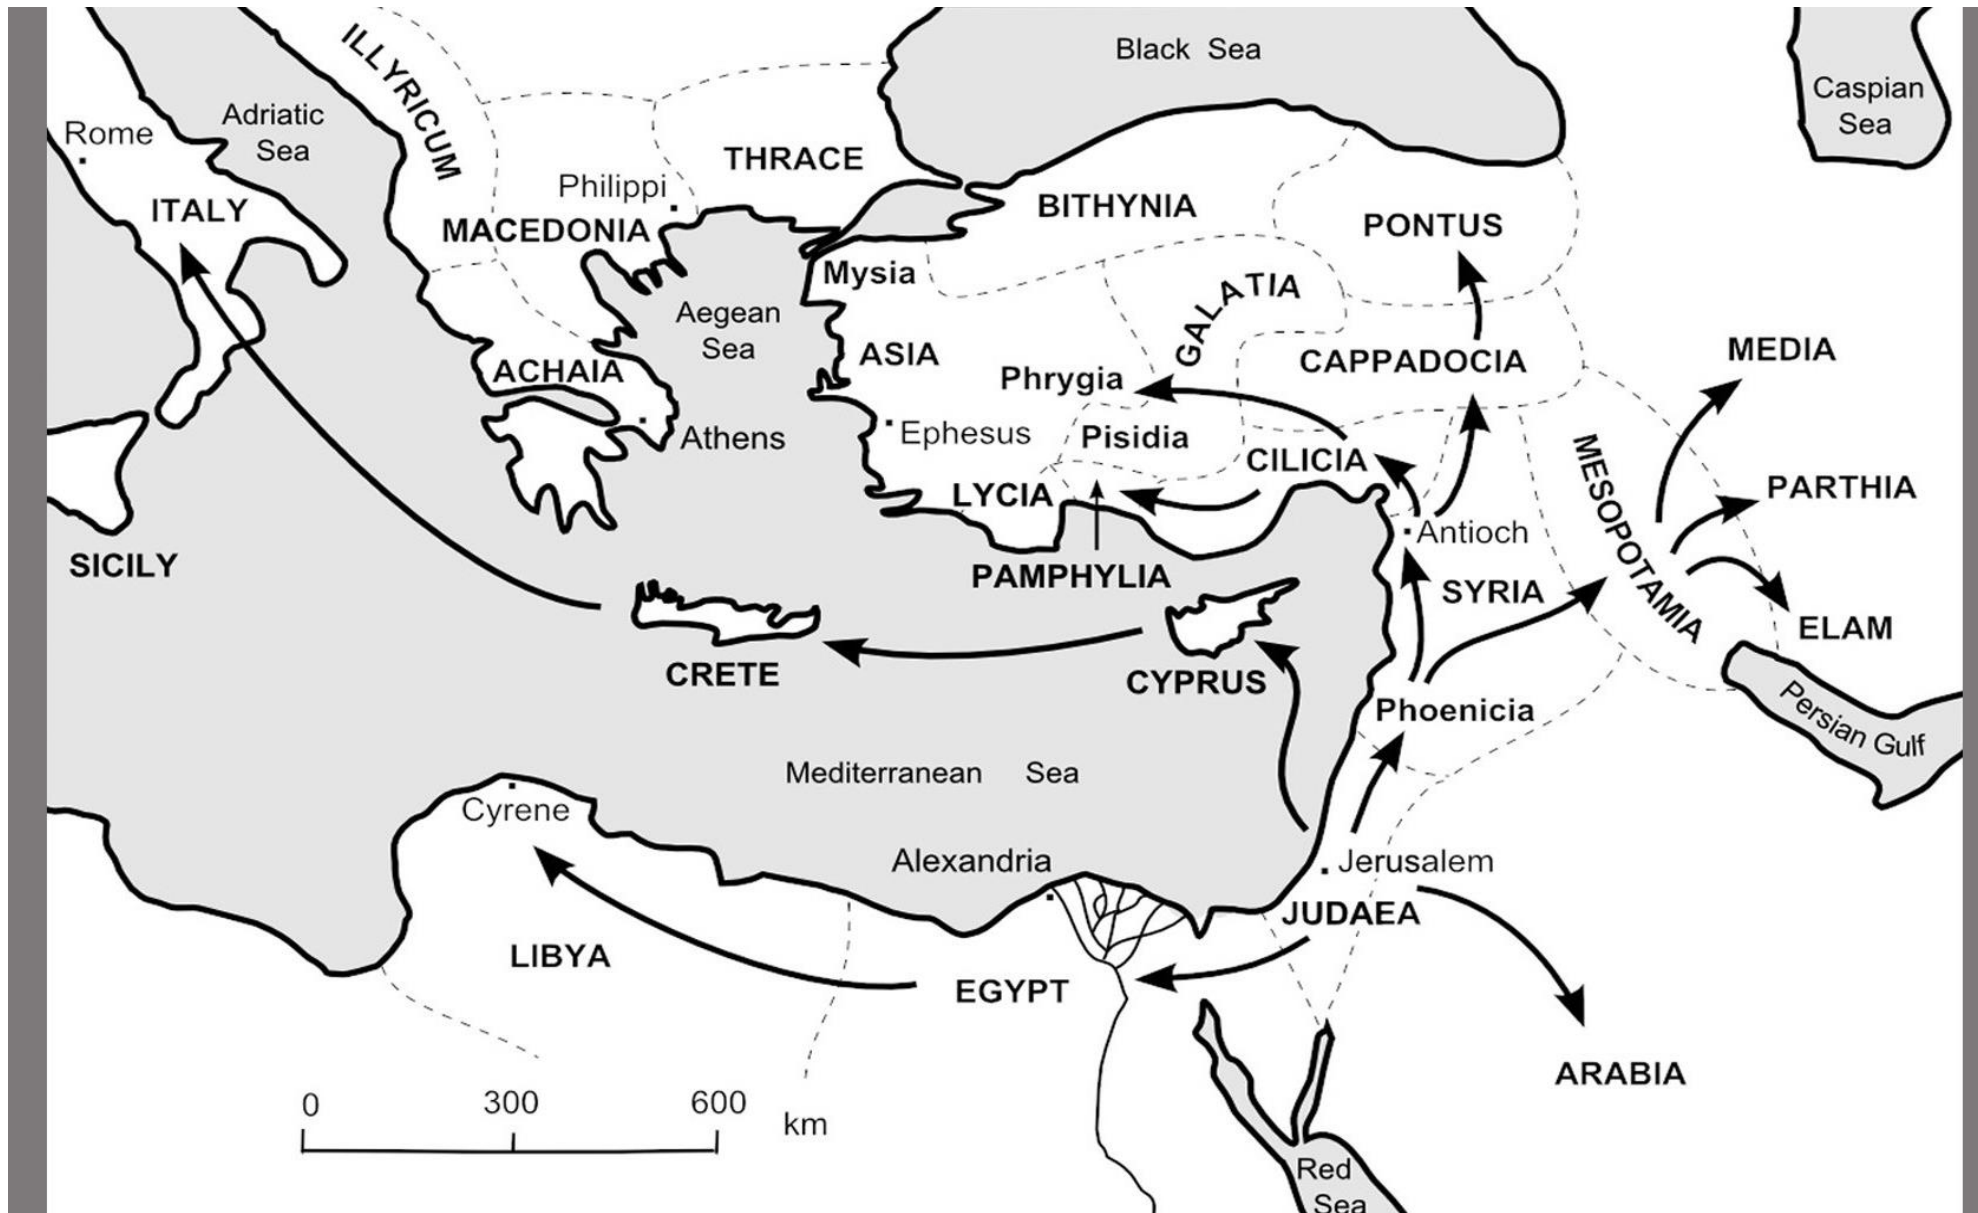 Black Sea
ILLYRICUM
Adriatic
Sea
Caspian
Sea
Rome
THRACE
Philippi
ITALY
MACEDONIA
BITHYNIA
PONTUS
Mysia
GALATIA
Aegean
Sea
ASIA
ACHAIA
Phrygia
CAPPADOCIA
MEDIA
Athens
Ephesus
Pisidia
CILICIA
MESOPOTAMIA
PARTHIA
LYCIA
Antioch
SICILY
PAMPHYLIA
SYRIA
ELAM
CRETE
CYPRUS
Phoenicia
Persian Gulf
Mediterranean Sea
Cyrene
Alexandria
Jerusalem
JUDAEA
LIBYA
EGYPT
ARABIA
0 300 600 km
Red
Sea